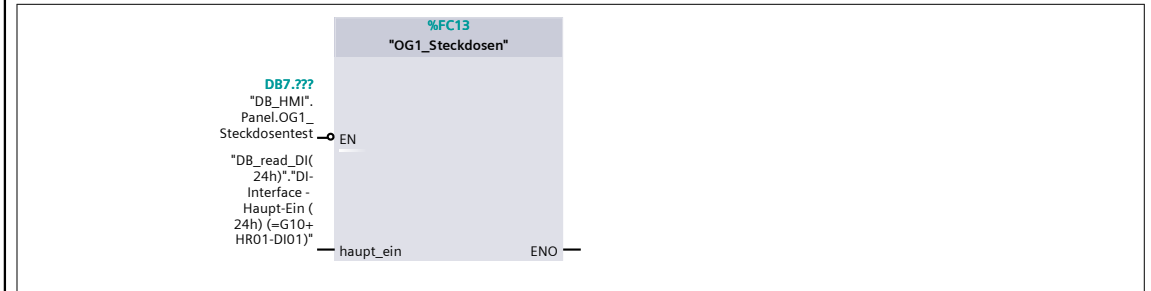 %FC13
"OG1_Steckdosen"
DB7.???
"DB_HMI".
Panel.OG1_
Steckdosentest
EN
"DB_read_DI(
24h)"."DI-
Interface -
Haupt-Ein (
24h) (=G10+
HR01-DI01)"
haupt_ein
ENO